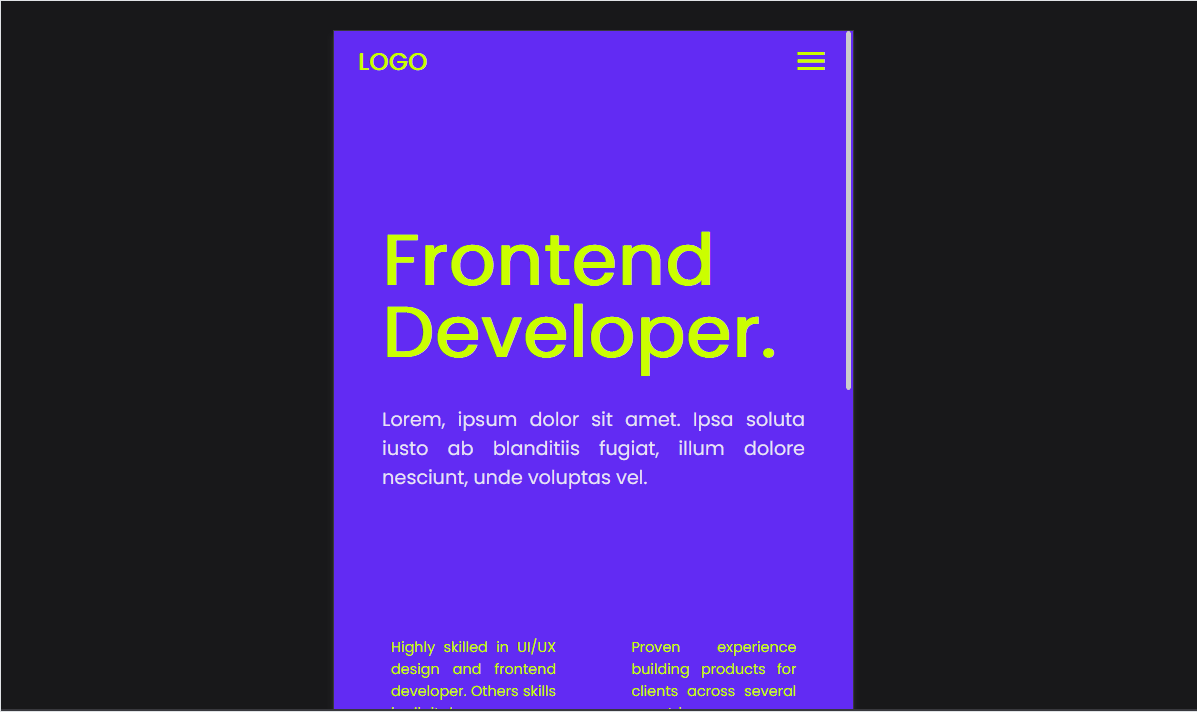 LOGO
Frontend
Developer.
Lorem, ipsum dolor sit amet. Ipsa soluta
iusto ab blanditiis fugiat, illum dolore
nesciunt, unde voluptas vel.
Highly skilled in UI/UX
design and frontend
developer. Others skills
Proven experience
building products for
clients across several